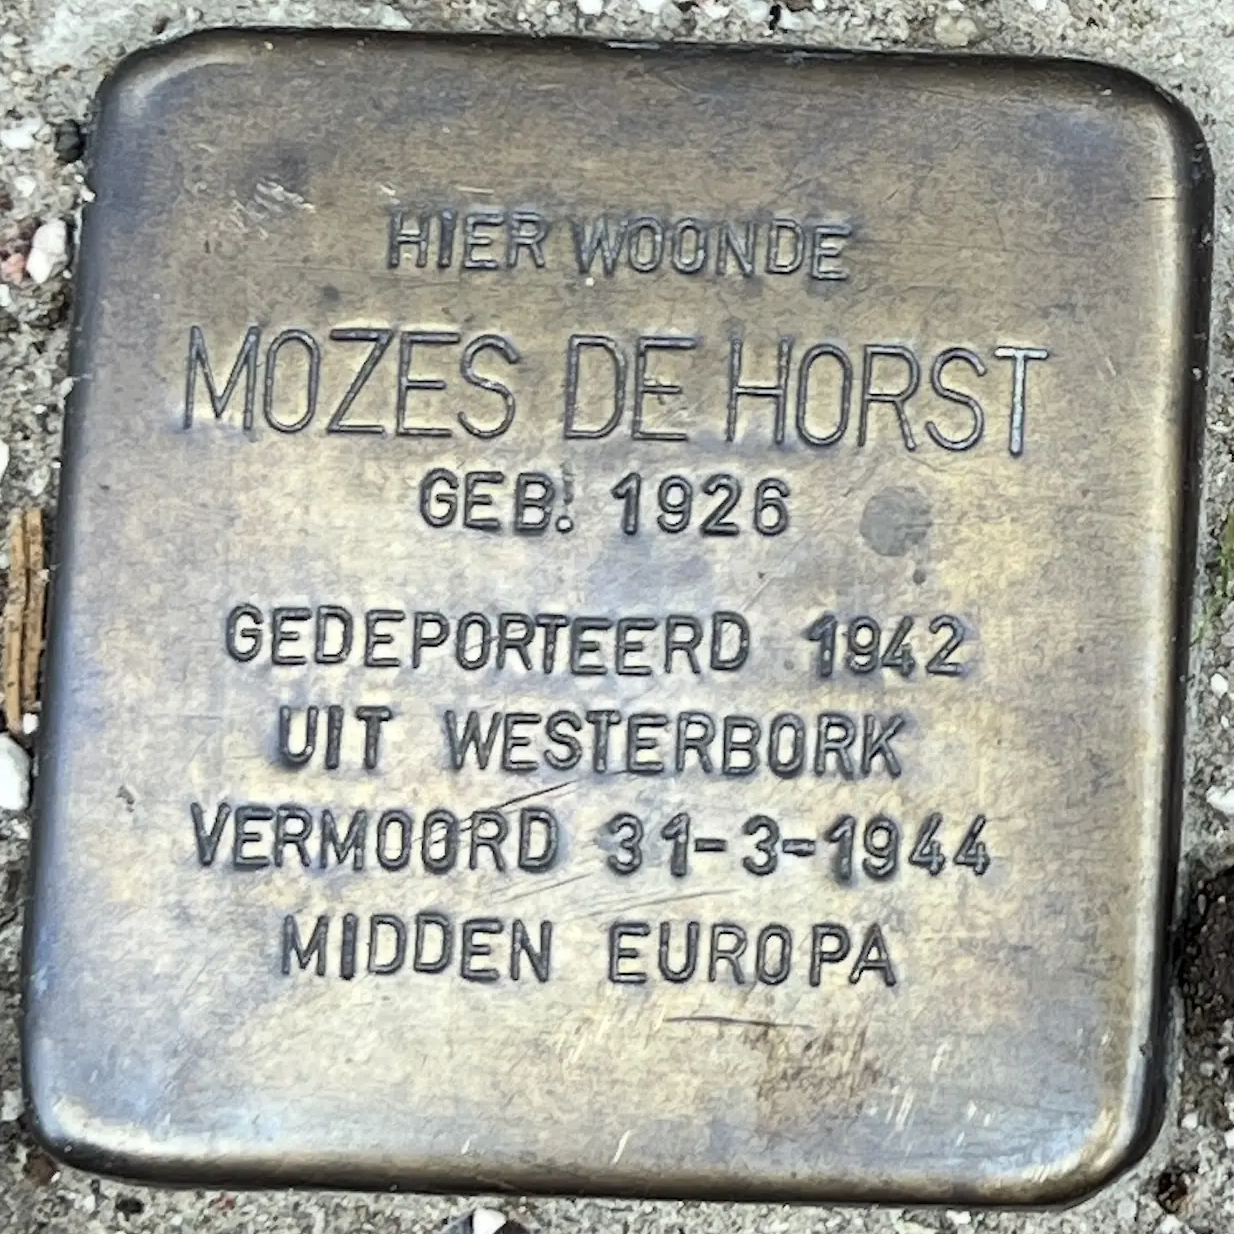 HIER WOONDE
MOZES DE HORST
GEB. 1926
GEDEPORTEERD 1942
UIT WESTERBORK
VERMOORD 31-3-1944
MIDDEN EUROPA